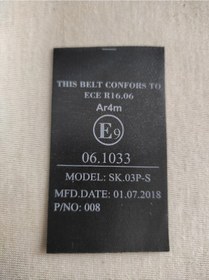 THIS BELT CONFORS TO
ECE R16.06
Ar4m
E9
06.1033
MODEL: SK.03P-S
MFD.DATE: 01.07.2018
P/NO: 008